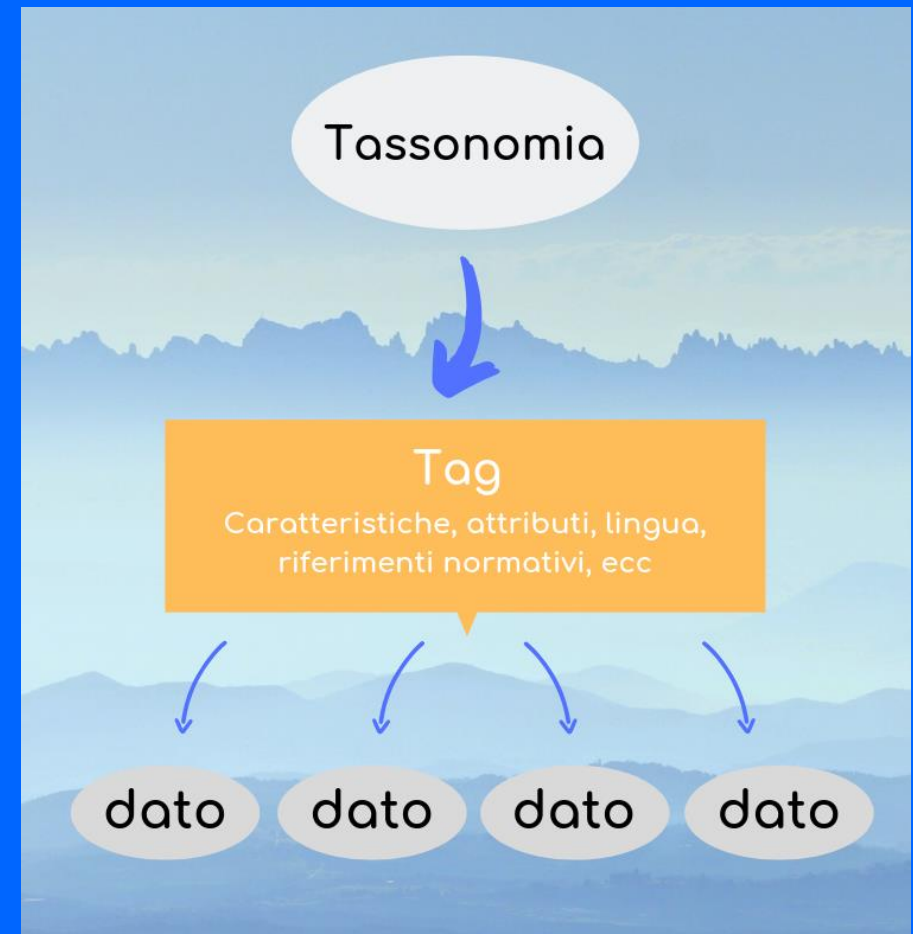 Tassonomia
Tag
Caratteristiche, attributi, lingua,
riferimenti normativi, ecc
dato dato dato dato